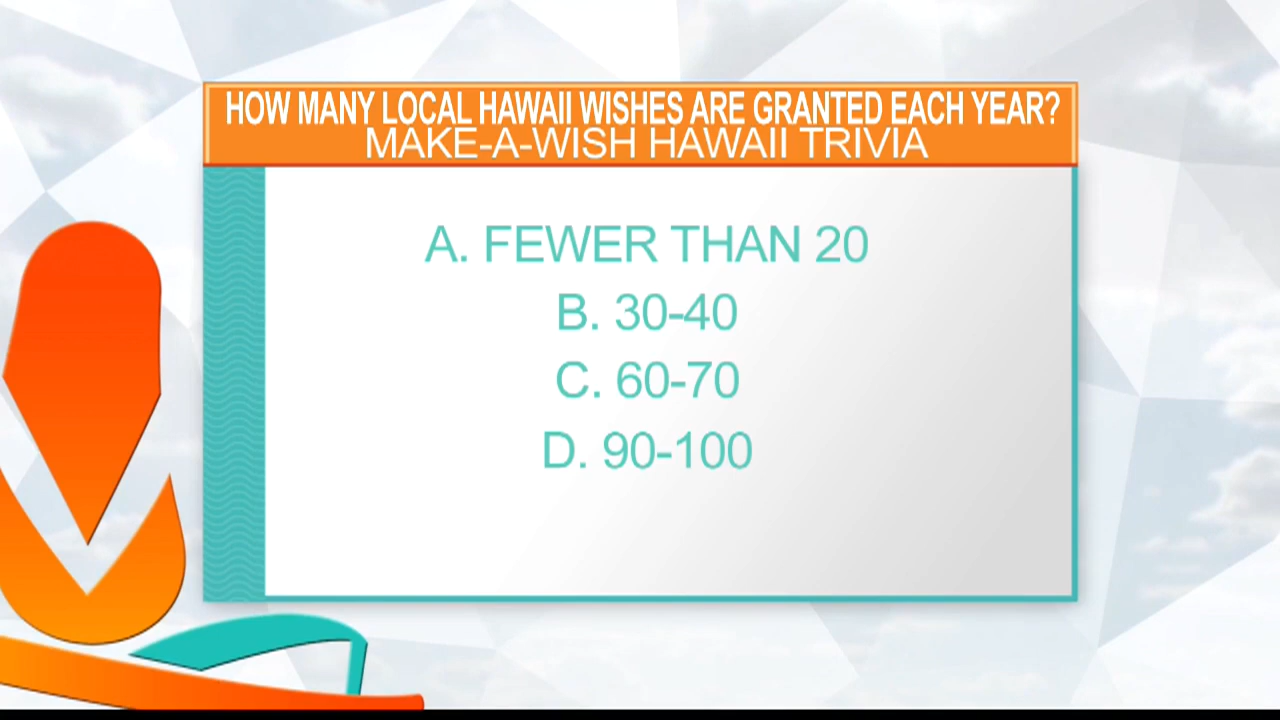 HOW MANY LOCAL HAWAII WISHES ARE GRANTED EACH YEAR?
MAKE-A-WISH HAWAII TRIVIA
A. FEWER THAN 20
B. 30-40
C. 60-70
D. 90-100